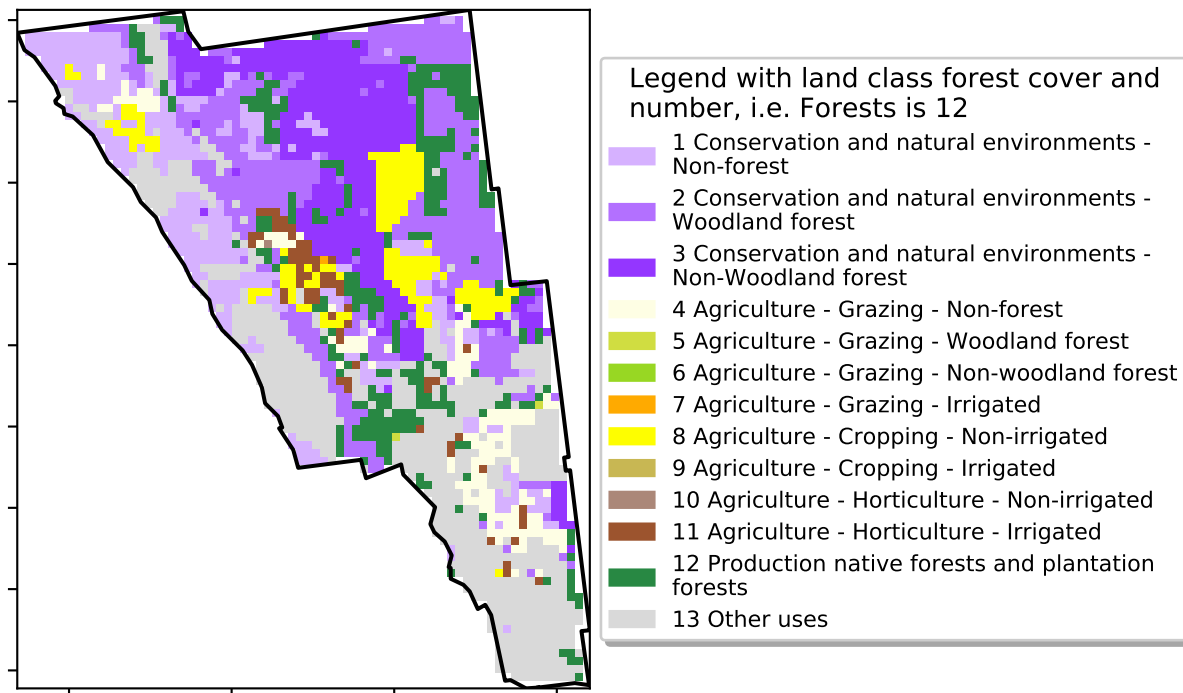 Legend with land class forest cover and
number, i.e. Forests is 12
1 Conservation and natural environments -
Non-forest
2 Conservation and natural environments -
Woodland forest
3 Conservation and natural environments -
Non-Woodland forest
4 Agriculture - Grazing - Non-forest
5 Agriculture - Grazing - Woodland forest
6 Agriculture - Grazing - Non-woodland forest
7 Agriculture - Grazing - Irrigated
8 Agriculture - Cropping - Non-irrigated
9 Agriculture - Cropping - Irrigated
10 Agriculture - Horticulture - Non-irrigated
11 Agriculture - Horticulture - Irrigated
12 Production native forests and plantation
forests
13 Other uses